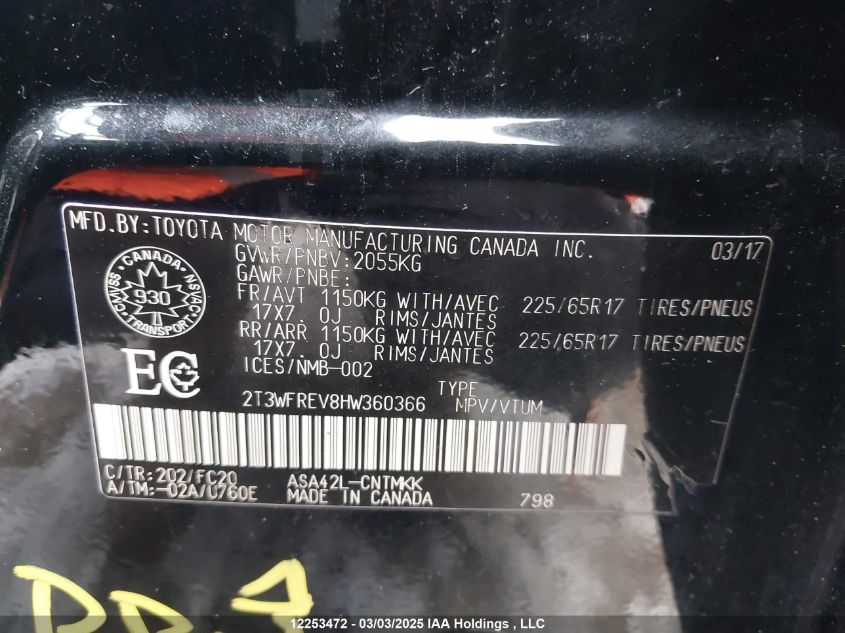 MFD.BY:TOYOTA MOTOR MANUFACTURING CANADA INC. 03/17
GVWR/PNBV:2055KG
GAWR/PNBE:
FR/AVT 1150KG WITH/AVEC 225/65R17 TIRES/PNEUS
17X7. 0J RIMS/JANTES
RR/ARR 1150KG WITH/AVEC 225/65R17 TIRES/PNEUS
17X7. 0J RIMS/JANTES
ICES/NMB-002
CANADA
CMVSS 930 NSVAC
TRANSPORT
EC
TYPE
2T3WFREV8HW360366 MPV/VTUM
C/TR:202/FC20 ASA42L-CNTMKK
A/TM:-02A/U760E MADE IN CANADA 798
12253472 - 03/03/2025 IAA Holdings , LLC